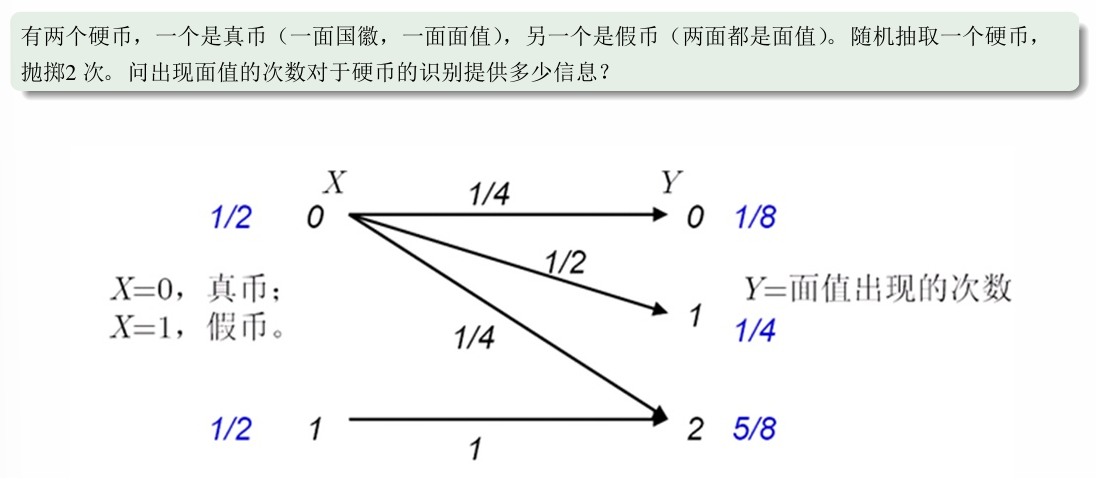 有两个硬币，一个是真币（一面国徽，一面面值），另一个是假币（两面都是面值）。随机抽取一个硬币，
抛掷2 次。问出现面值的次数对于硬币的识别提供多少信息？
X
Y
1/4
1/2
0
0
1/8
1/2
X=0，真币；
Y=面值出现的次数
X=1，假币。
1
1/4
1/4
1/2
1
2
5/8
1